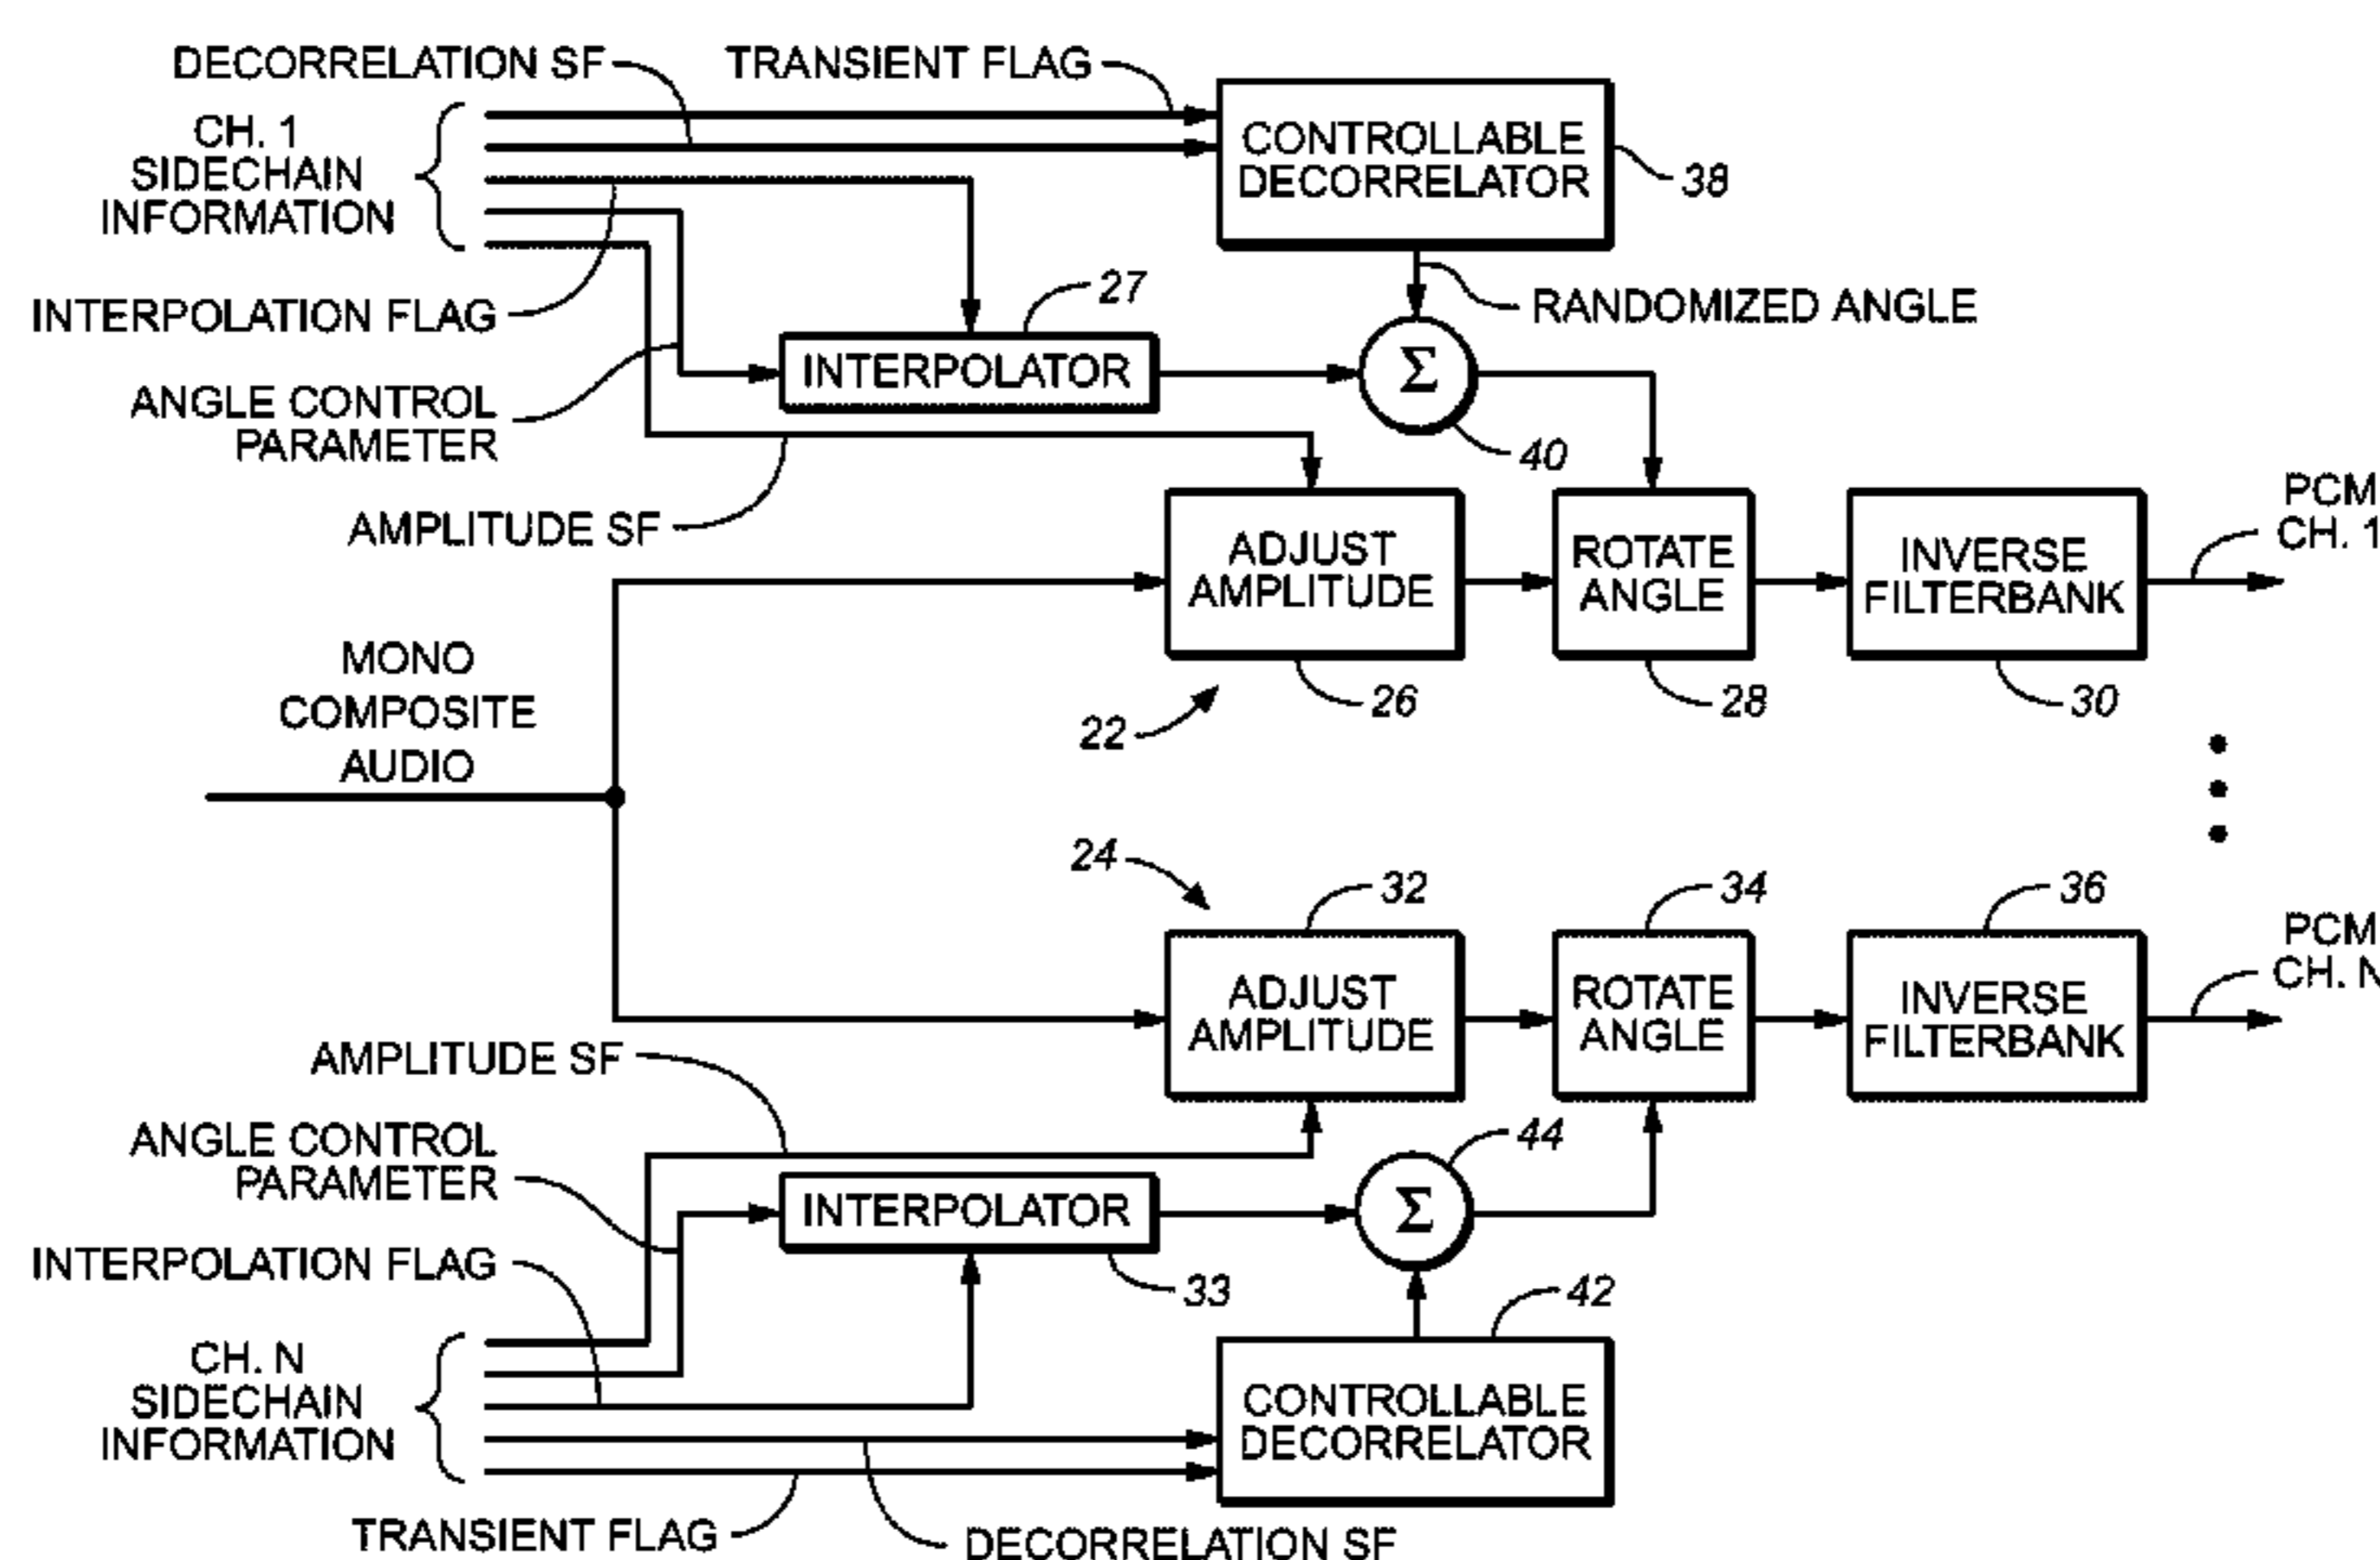 DECORRELATION SF
TRANSIENT FLAG
CH. 1
SIDECHAIN
INFORMATION
CONTROLLABLE
DECORRELATOR
38
INTERPOLATION FLAG
27
RANDOMIZED ANGLE
INTERPOLATOR
Σ
ANGLE CONTROL
PARAMETER
40
AMPLITUDE SF
ADJUST
AMPLITUDE
ROTATE
ANGLE
INVERSE
FILTERBANK
PCM
CH. 1
22
26
28
30
MONO
COMPOSITE
AUDIO
24
32
34
36
ADJUST
AMPLITUDE
ROTATE
ANGLE
INVERSE
FILTERBANK
PCM
CH. N
AMPLITUDE SF
ANGLE CONTROL
PARAMETER
44
INTERPOLATOR
Σ
INTERPOLATION FLAG
33
42
CH. N
SIDECHAIN
INFORMATION
CONTROLLABLE
DECORRELATOR
TRANSIENT FLAG
DECORRELATION SF